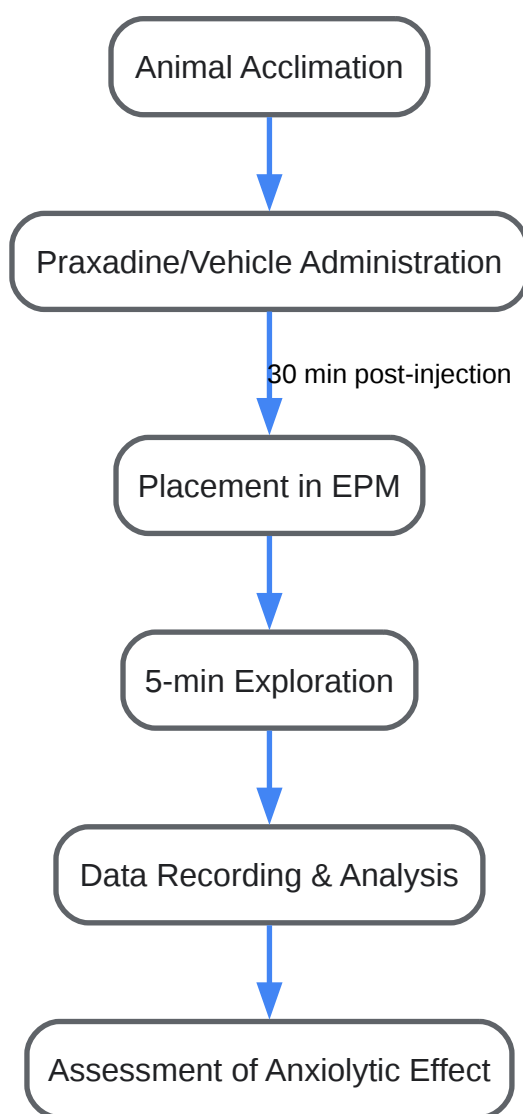 Animal Acclimation
Praxadine/Vehicle Administration
30 min post-injection
Placement in EPM
5-min Exploration
Data Recording & Analysis
Assessment of Anxiolytic Effect